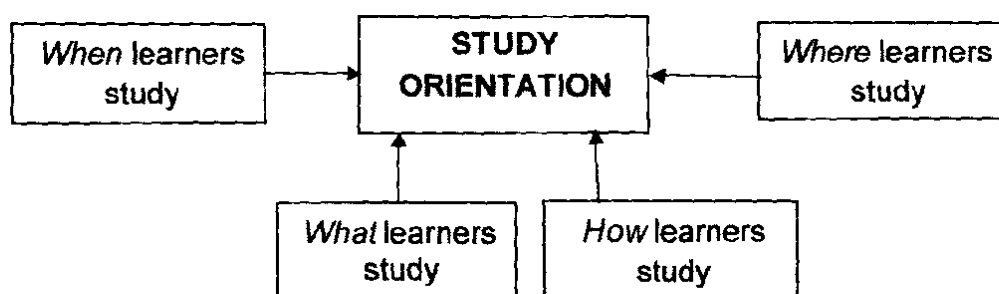 When learners
study
STUDY
ORIENTATION
Where learners
study
What learners
study
How learners
study